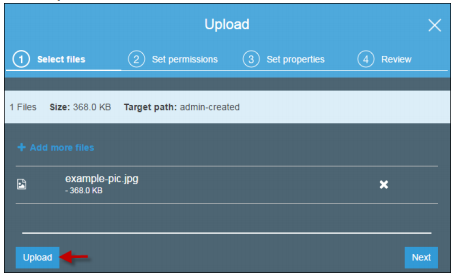 Upload
1 Select files 2 Set permissions 3 Set properties 4 Review
1 Files Size: 368.0 KB Target path: admin-created
+ Add more files
example-pic.jpg
- 368.0 KB
Upload Next